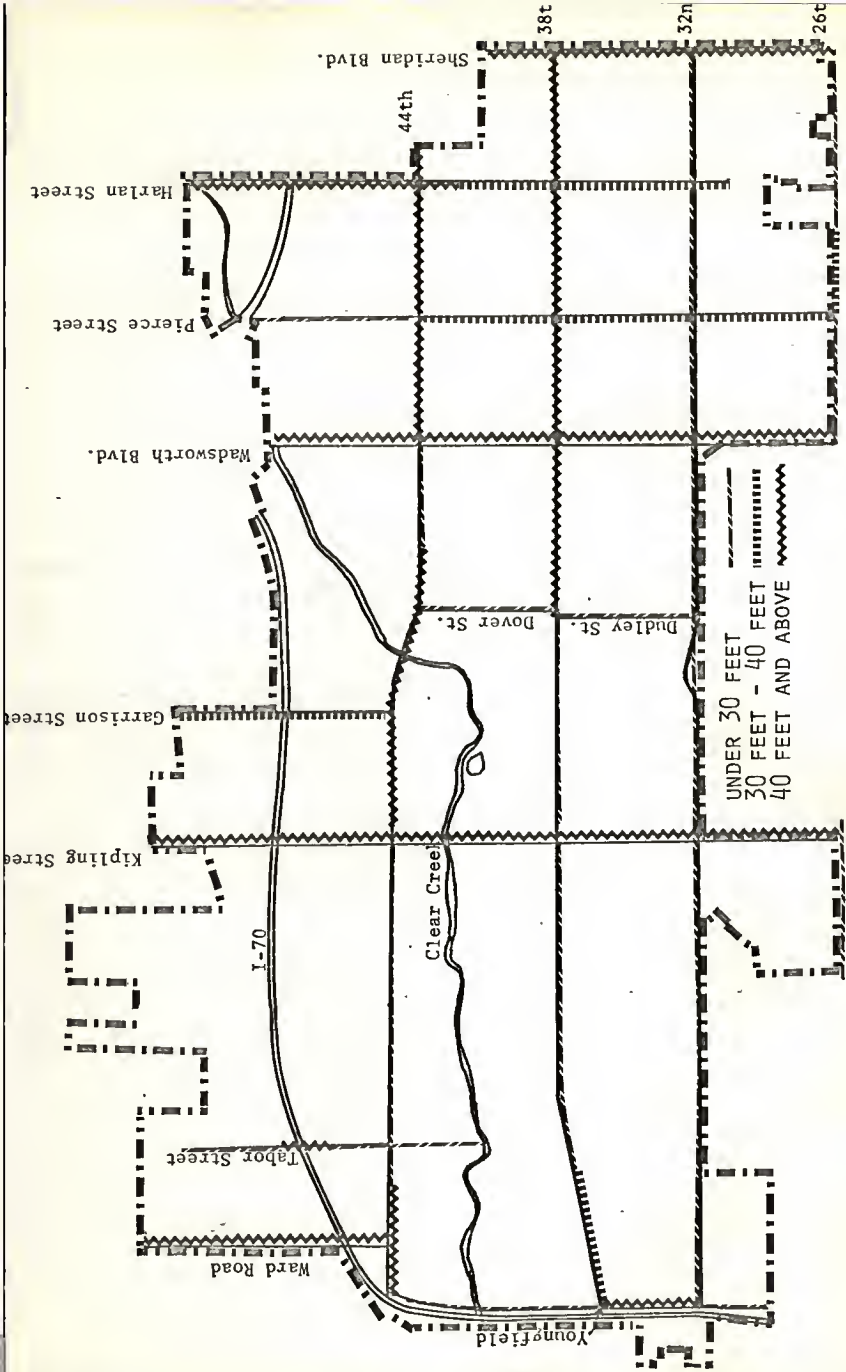 Sheridan Blvd.
38t
32n
26t
44th
Harlan Street
Pierce Street
Wadsworth Blvd.
Dover St.
Dudley St.
Garrison Street
Kipling Stree
I-70
Clear Creek
Tabor Street
Ward Road
Youngfield
UNDER 30 FEET
30 FEET - 40 FEET
40 FEET AND ABOVE